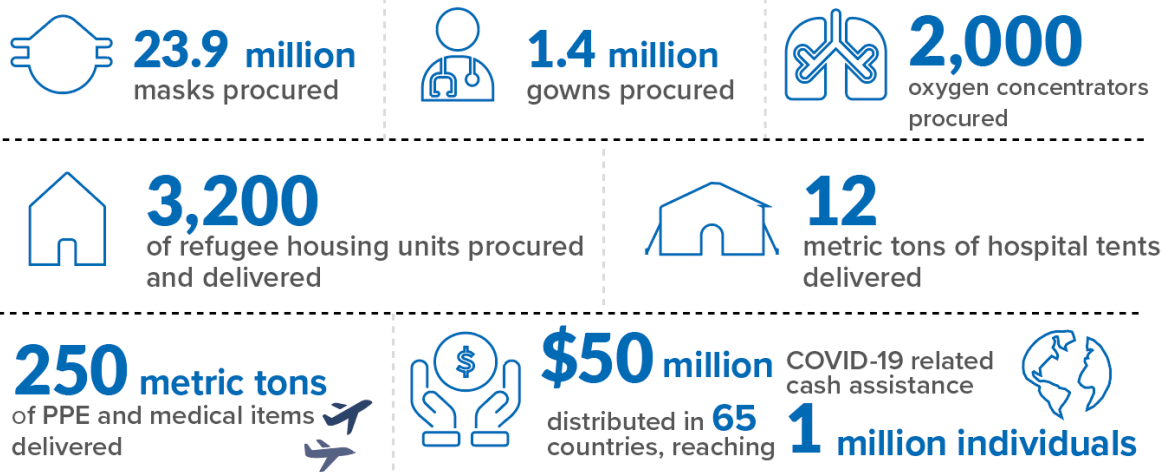 23.9 million
masks procured
1.4 million
gowns procured
2,000
oxygen concentrators
procured
3,200
of refugee housing units procured
and delivered
12
metric tons of hospital tents
delivered
250 metric tons
of PPE and medical items
delivered
$
$50 million
COVID-19 related
cash assistance
distributed in 65
countries, reaching
1 million individuals